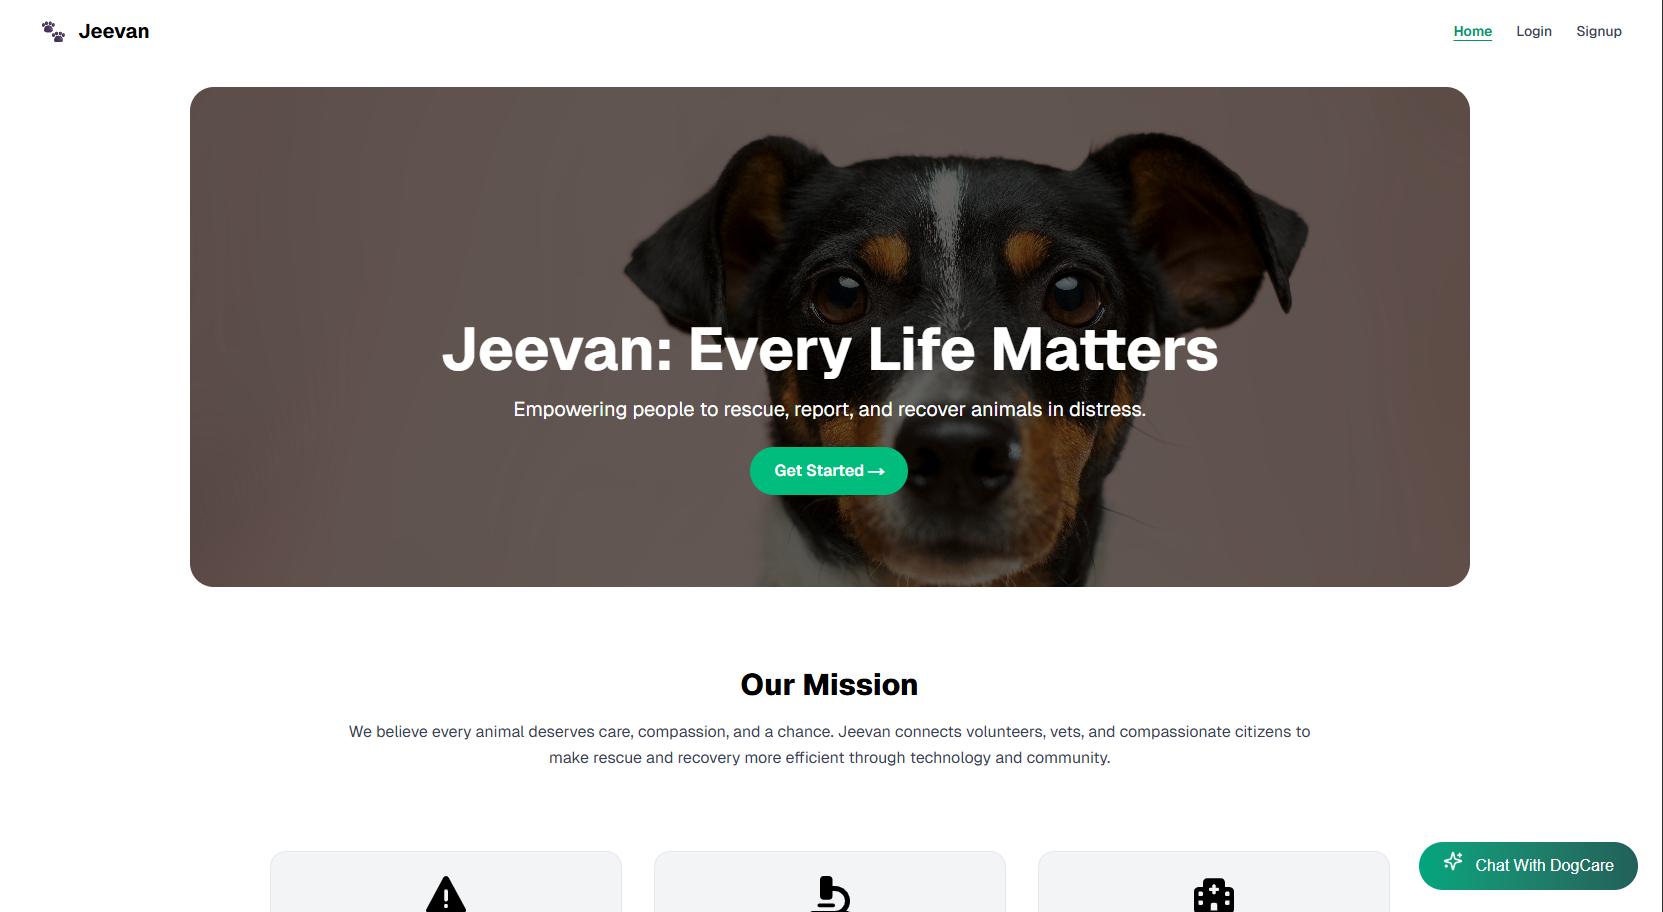 Jeevan
Home Login Signup
Jeevan: Every Life Matters
Empowering people to rescue, report, and recover animals in distress.
Get Started →
Our Mission
We believe every animal deserves care, compassion, and a chance. Jeevan connects volunteers, vets, and compassionate citizens to
make rescue and recovery more efficient through technology and community.
Chat With DogCare